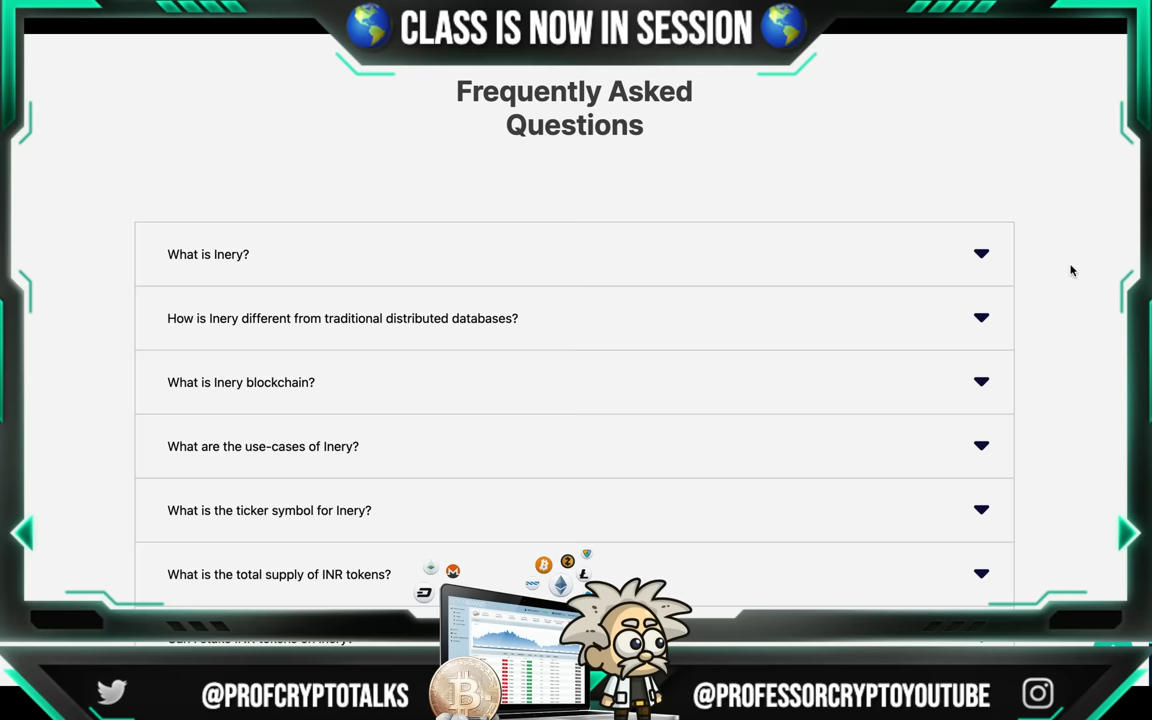 CLASS IS NOW IN SESSION
Frequently Asked
Questions
What is Inery?
How is Inery different from traditional distributed databases?
What is Inery blockchain?
What are the use-cases of Inery?
What is the ticker symbol for Inery?
What is the total supply of INR tokens?
@PROFCRYPTOTALKS
@PROFESSORCRYPTOYOUTUBE